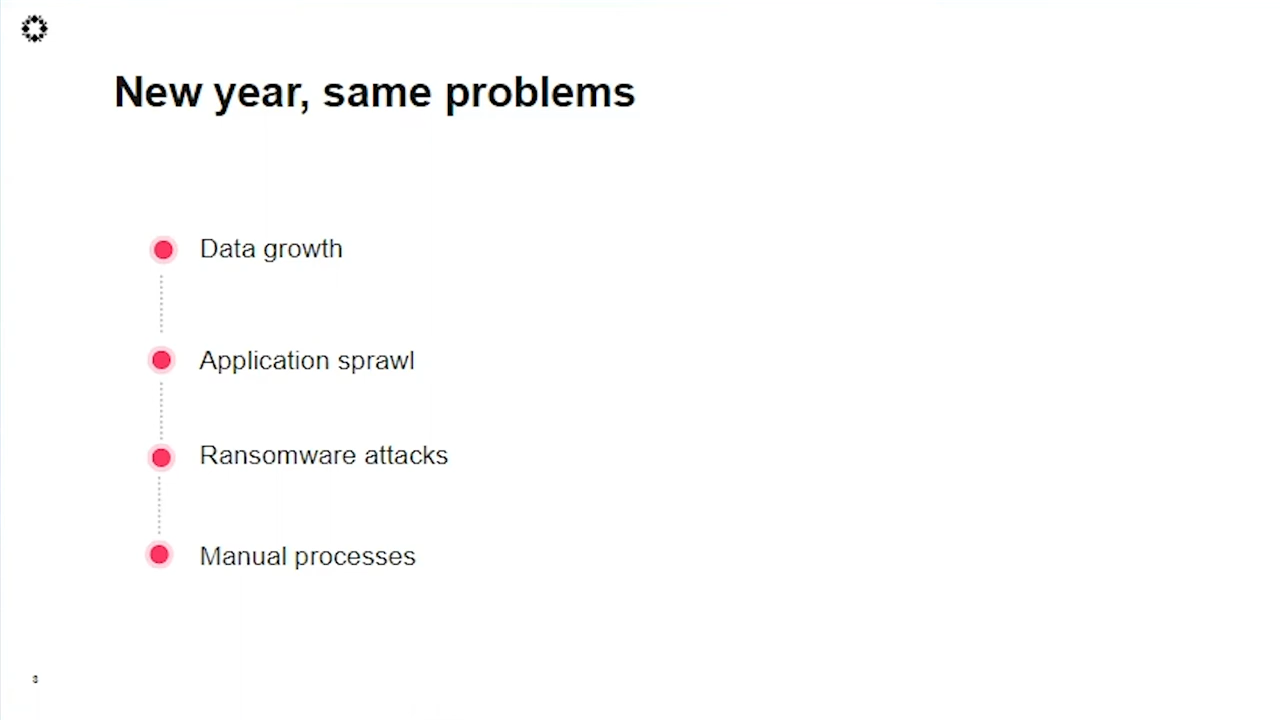 New year, same problems
Data growth
Application sprawl
Ransomware attacks
Manual processes